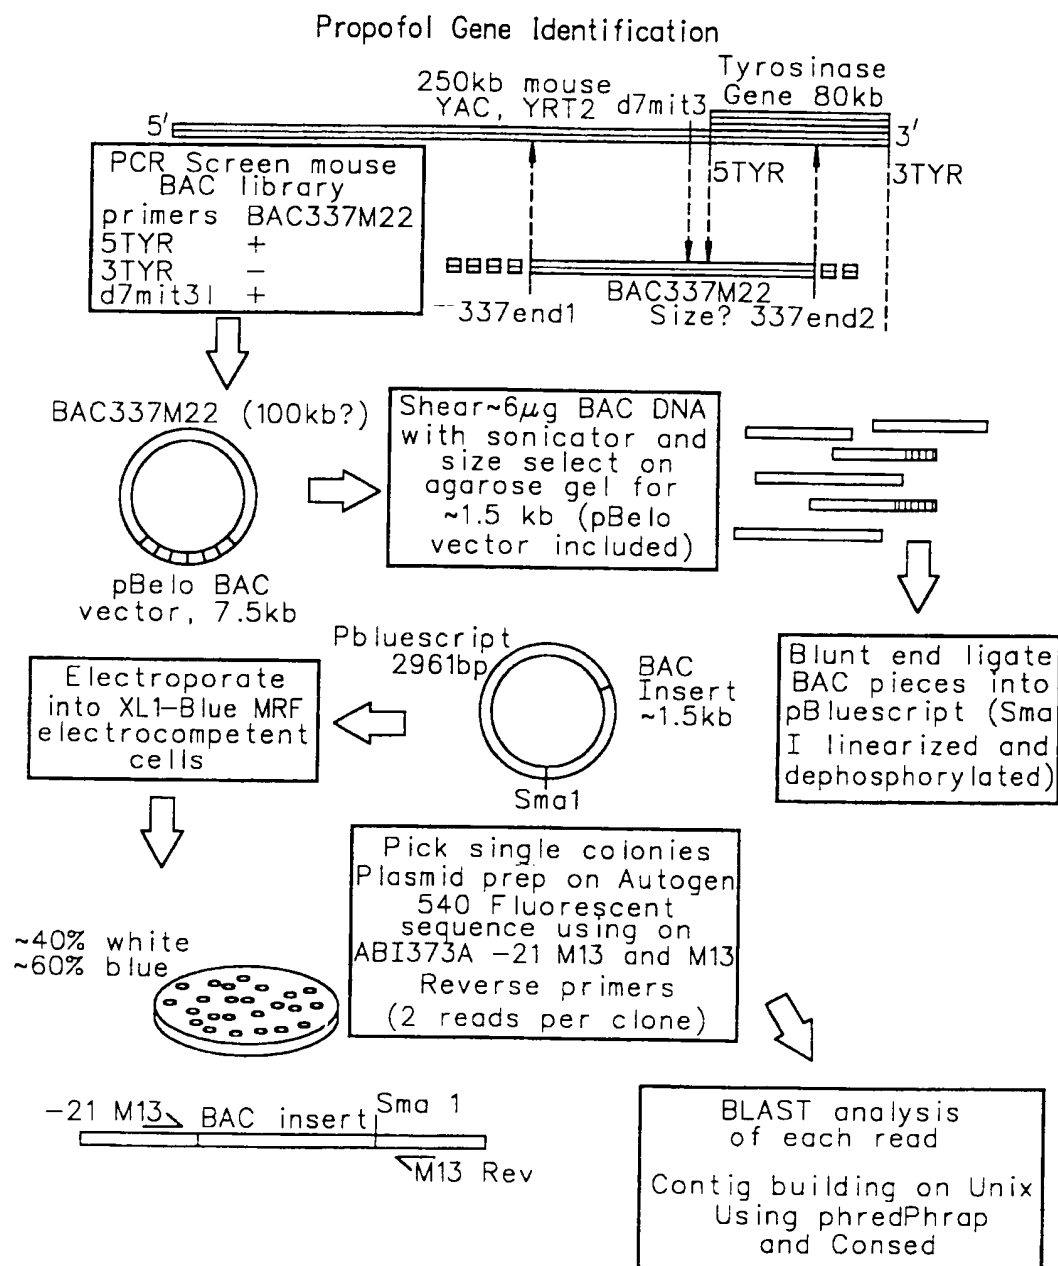 Propofol Gene Identification
250kb mouse
YAC, YRT2
d7mit3
Tyrosinase
Gene 80kb
5'
3'
5TYR
3TYR
PCR Screen mouse
BAC library
primers BAC337M22
5TYR +
3TYR −
d7mit3l +
BAC337M22
337end1
Size? 337end2
BAC337M22 (100kb?)
pBelo BAC
vector, 7.5kb
Shear~6μg BAC DNA
with sonicator and
size select on
agarose gel for
~1.5 kb (pBelo
vector included)
Blunt end ligate
BAC pieces into
pBluescript (Sma
I linearized and
dephosphorylated)
Pbluescript
2961bp
BAC
Insert
~1.5kb
Sma1
Electroporate
into XL1-Blue MRF
electrocompetent
cells
~40% white
~60% blue
Pick single colonies
Plasmid prep on Autogen
540 Fluorescent
sequence using on
ABI373A -21 M13 and M13
Reverse primers
(2 reads per clone)
-21 M13
BAC insert
Sma 1
M13 Rev
BLAST analysis
of each read
Contig building on Unix
Using phredPhrap
and Consed